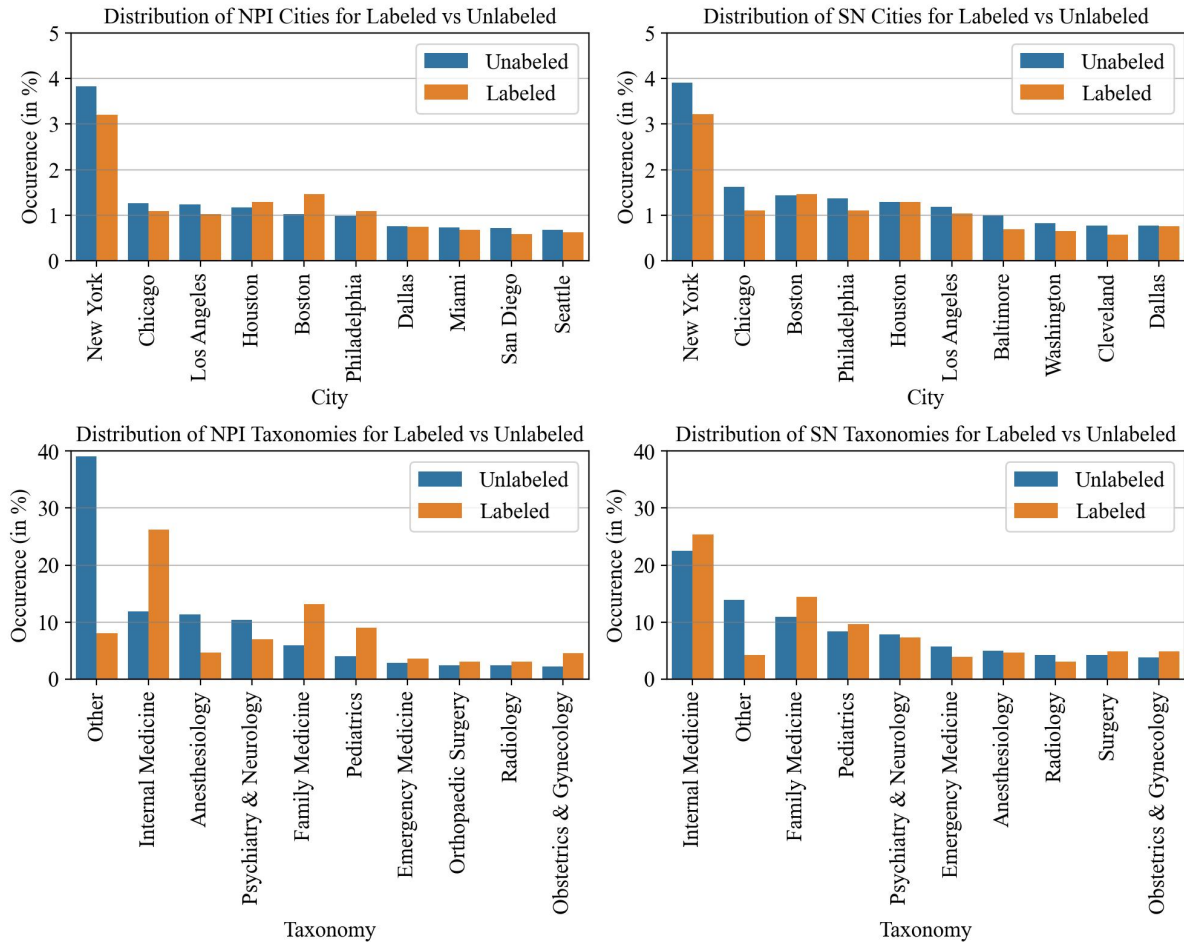 Distribution of NPI Cities for Labeled vs Unlabeled
5
4
3
2
1
0
Occurence (in %)
Unabeled
Labeled
New York
Chicago
Los Angeles
Houston
Boston
Philadelphia
Dallas
Miami
San Diego
Seattle
City
Distribution of SN Cities for Labeled vs Unlabeled
5
4
3
2
1
0
Occurence (in %)
Unabeled
Labeled
New York
Chicago
Boston
Philadelphia
Houston
Los Angeles
Baltimore
Washington
Cleveland
Dallas
City
Distribution of NPI Taxonomies for Labeled vs Unlabeled
40
30
20
10
0
Occurence (in %)
Unlabeled
Labeled
Other
Internal Medicine
Anesthesiology
Psychiatry & Neurology
Family Medicine
Pediatrics
Emergency Medicine
Orthopaedic Surgery
Radiology
Obstetrics & Gynecology
Taxonomy
Distribution of SN Taxonomies for Labeled vs Unlabeled
40
30
20
10
0
Occurence (in %)
Unlabeled
Labeled
Internal Medicine
Other
Family Medicine
Pediatrics
Psychiatry & Neurology
Emergency Medicine
Anesthesiology
Radiology
Surgery
Obstetrics & Gynecology
Taxonomy